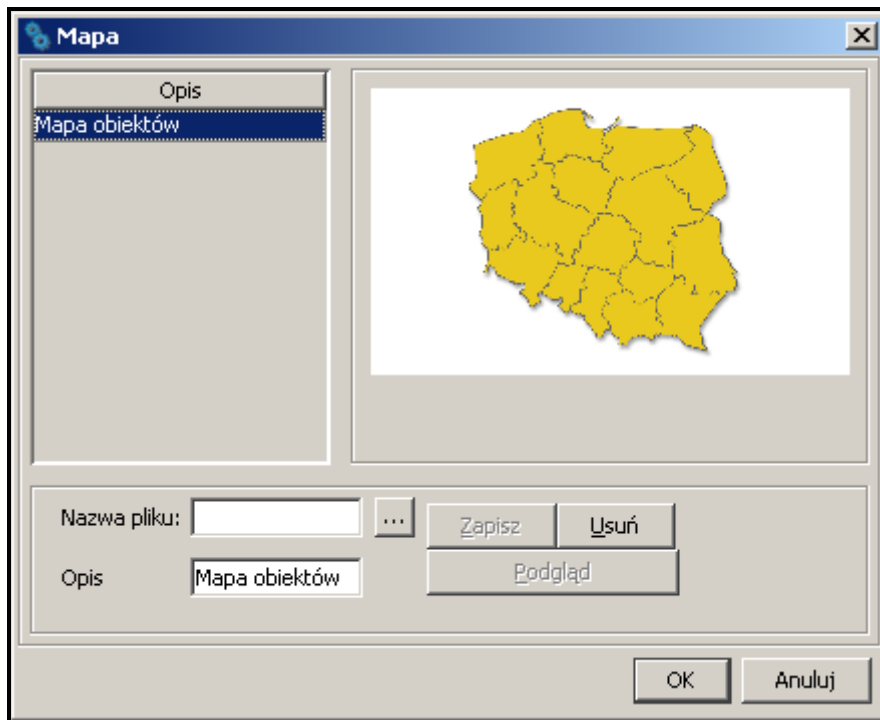 Mapa
Opis
Mapa obiektów
Nazwa pliku:
...
Zapisz
Usuń
Opis
Mapa obiektów
Podgląd
OK
Anuluj